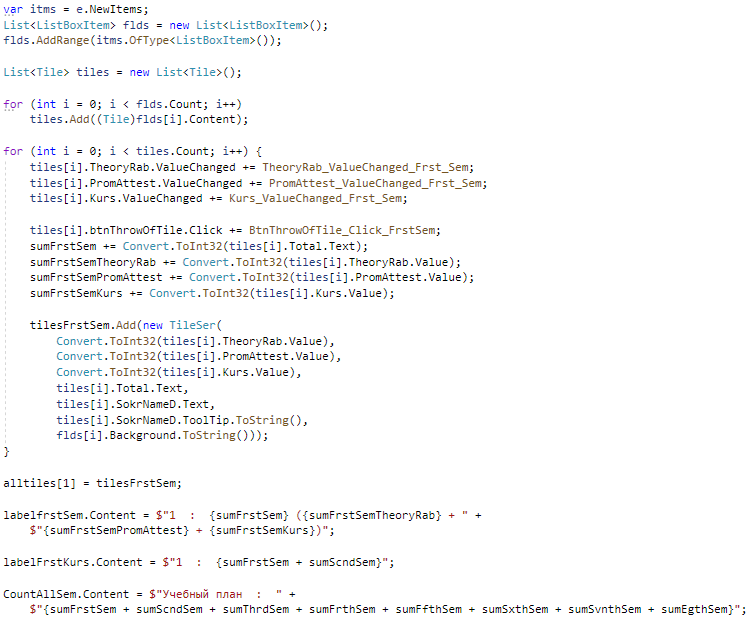 var itms = e.NewItems;
List<ListBoxItem> flds = new List<ListBoxItem>();
flds.AddRange(itms.OfType<ListBoxItem>());
List<Tile> tiles = new List<Tile>();
for (int i = 0; i < flds.Count; i++)
tiles.Add((Tile)flds[i].Content);
for (int i = 0; i < tiles.Count; i++) {
tiles[i].TheoryRab.ValueChanged += TheoryRab_ValueChanged_Frst_Sem;
tiles[i].PromAttest.ValueChanged += PromAttest_ValueChanged_Frst_Sem;
tiles[i].Kurs.ValueChanged += Kurs_ValueChanged_Frst_Sem;
tiles[i].btnThrowOfTile.Click += BtnThrowOfTile_Click_FrstSem;
sumFrstSem += Convert.ToInt32(tiles[i].Total.Text);
sumFrstSemTheoryRab += Convert.ToInt32(tiles[i].TheoryRab.Value);
sumFrstSemPromAttest += Convert.ToInt32(tiles[i].PromAttest.Value);
sumFrstSemKurs += Convert.ToInt32(tiles[i].Kurs.Value);
tilesFrstSem.Add(new TileSer(
Convert.ToInt32(tiles[i].TheoryRab.Value),
Convert.ToInt32(tiles[i].PromAttest.Value),
Convert.ToInt32(tiles[i].Kurs.Value),
tiles[i].Total.Text,
tiles[i].SokrNameD.Text,
tiles[i].SokrNameD.ToolTip.ToString(),
flds[i].Background.ToString()));
}
alltiles[1] = tilesFrstSem;
labelfrstSem.Content = $"1  :  {sumFrstSem} ({sumFrstSemTheoryRab} + " +
$"{sumFrstSemPromAttest} + {sumFrstSemKurs})";
labelFrstKurs.Content = $"1  :  {sumFrstSem + sumScndSem}";
CountAllSem.Content = $"Учебный план  :  " +
$"{sumFrstSem + sumScndSem + sumThrdSem + sumFrthSem + sumFfthSem + sumSxthSem + sumSvnthSem + sumEgthSem}";